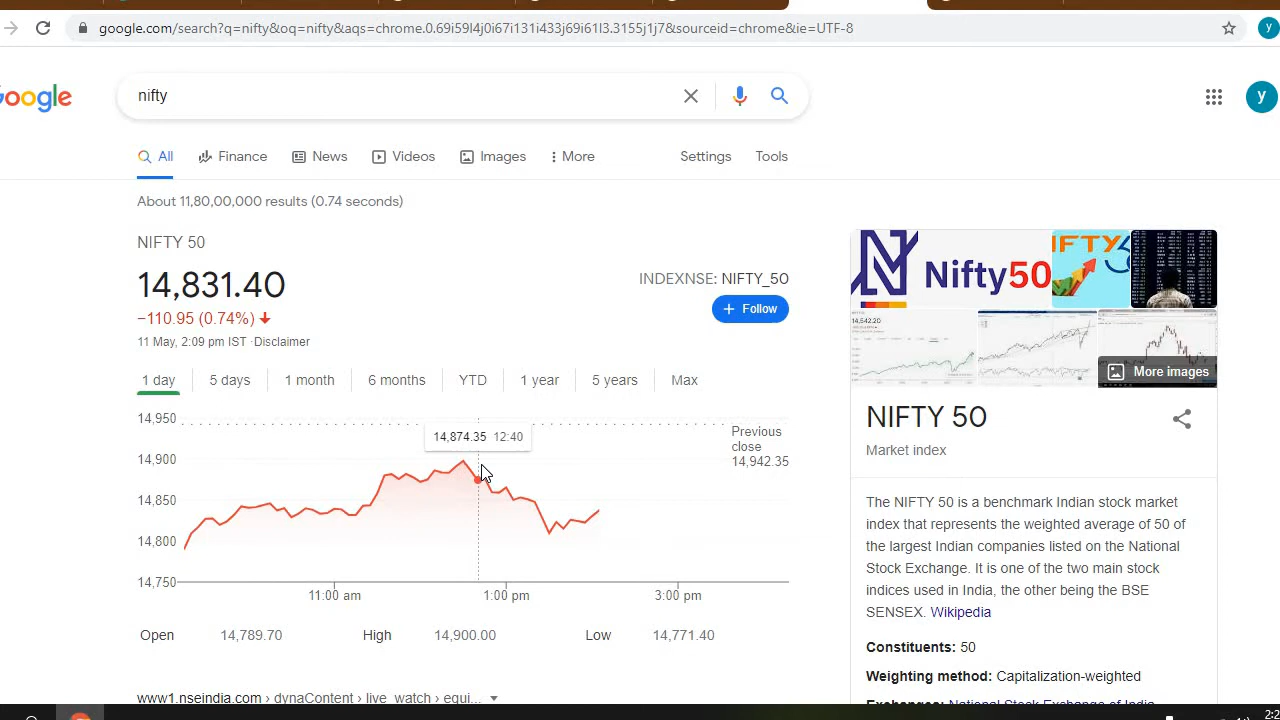 google.com/search?q=nifty&oq=nifty&aqs=chrome.0.69i59l4j0i67i131i433j69i61l3.3155j1j7&sourceid=chrome&ie=UTF-8
y
nifty
y
All Finance News Videos Images More Settings Tools
About 11,80,00,000 results (0.74 seconds)
NIFTY 50
14,831.40
−110.95 (0.74%)
11 May, 2:09 pm IST · Disclaimer
INDEXNSE: NIFTY_50
+ Follow
1 day 5 days 1 month 6 months YTD 1 year 5 years Max
14,950
14,900
14,850
14,800
14,750
14,874.35 12:40
Previous
close
14,942.35
11:00 am 1:00 pm 3:00 pm
Open 14,789.70 High 14,900.00 Low 14,771.40
www1.nseindia.com › dynaContent › live_watch › equi...
Nifty50
More images
NIFTY 50
Market index
The NIFTY 50 is a benchmark Indian stock market
index that represents the weighted average of 50 of
the largest Indian companies listed on the National
Stock Exchange. It is one of the two main stock
indices used in India, the other being the BSE
SENSEX. Wikipedia
Constituents: 50
Weighting method: Capitalization-weighted
Exchanges: National Stock Exchange of India